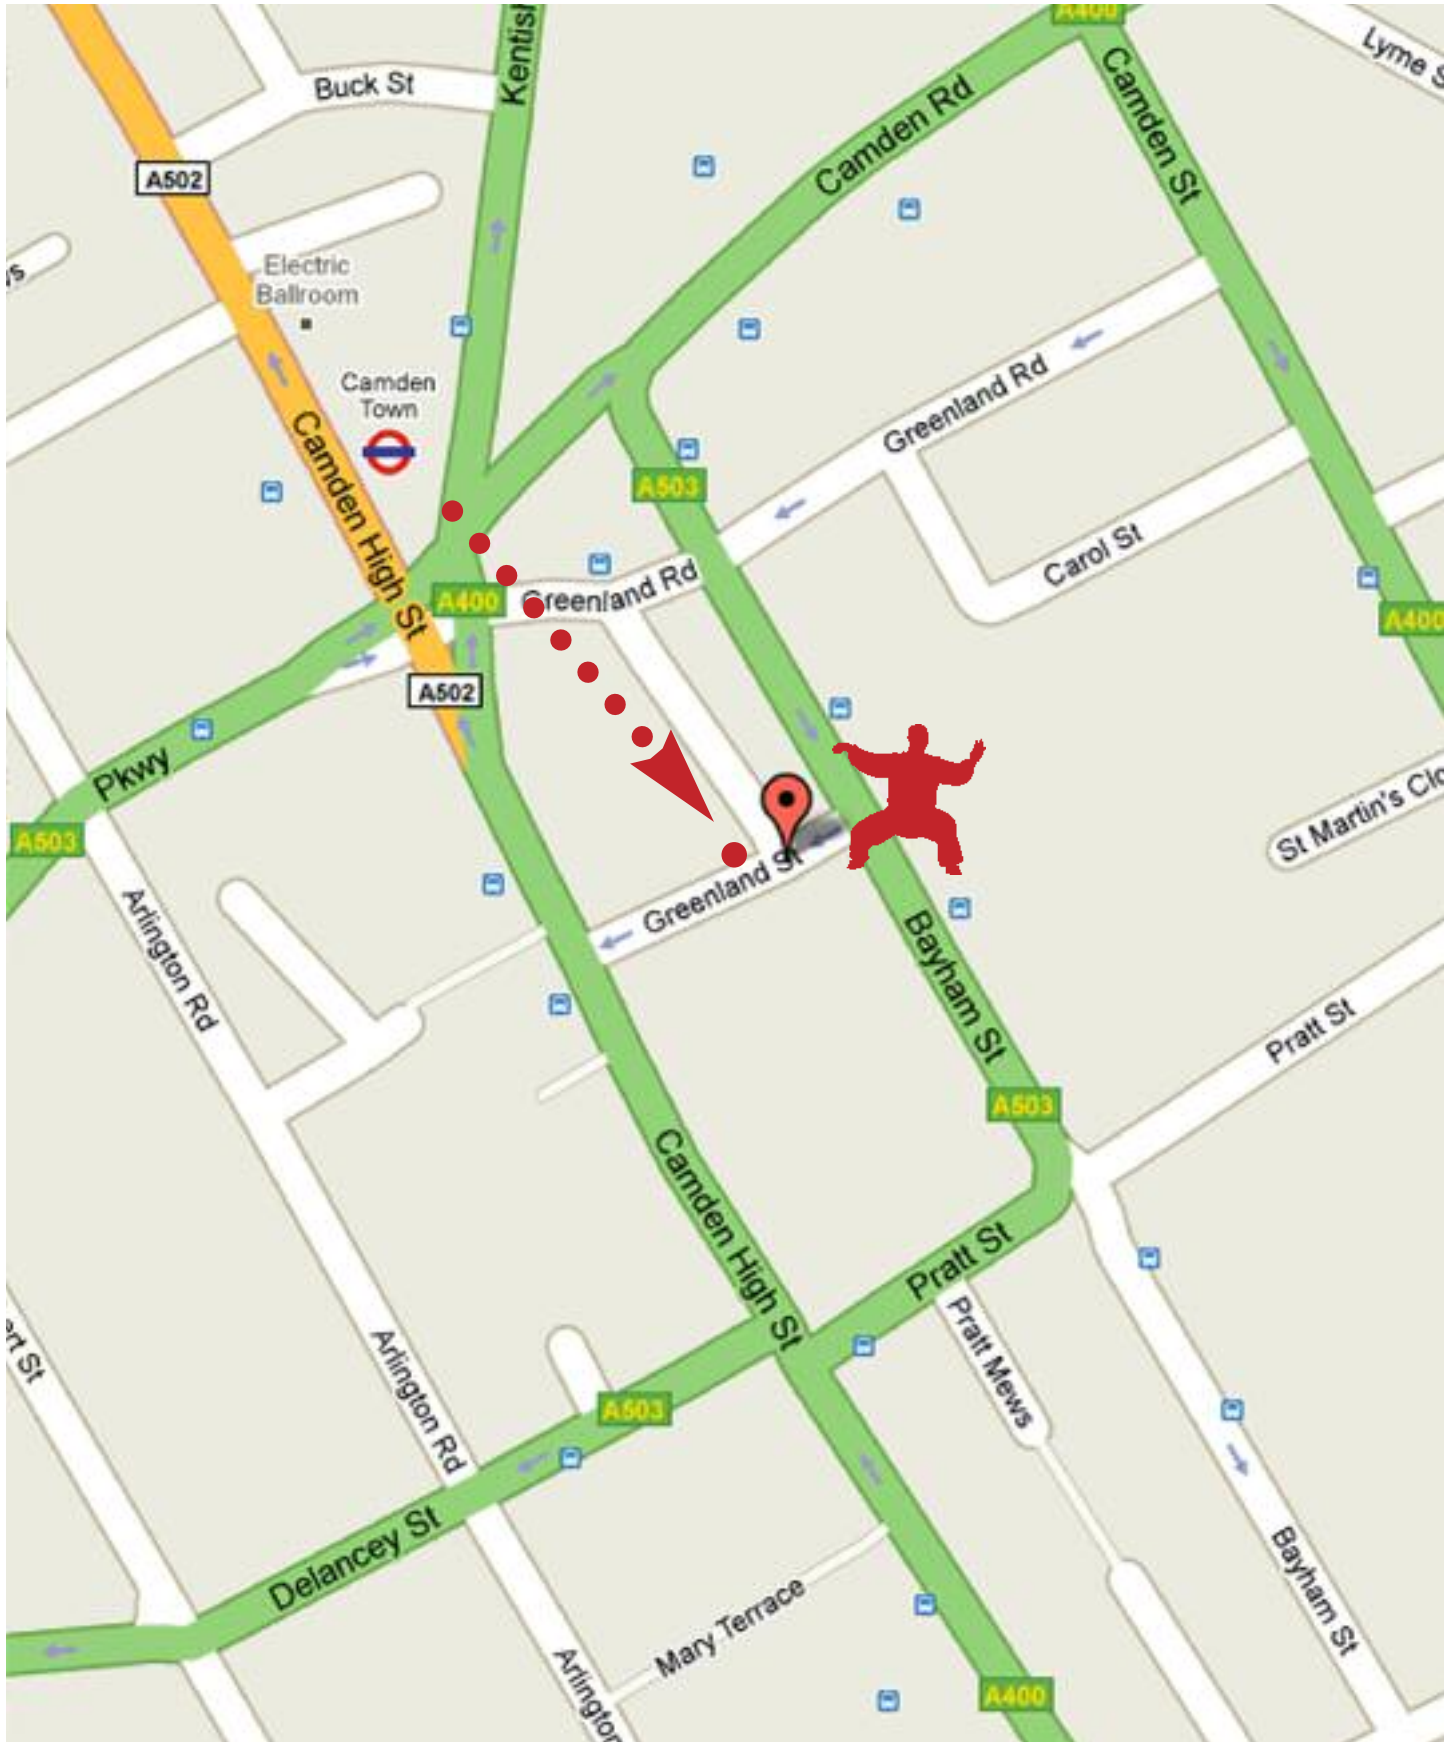 A400
Kentish
Lyme S
Buck St
Camden Rd
Camden St
A502
Electric
Ballroom
Camden
Town
Greenland Rd
Camden High St
A503
Carol St
Greenland Rd
A400
A400
A502
Pkwy
A503
St Martin's Clo
Greenland St
Arlington Rd
Bayham St
Pratt St
A503
Camden High St
Pratt St
Pratt Mews
ert St
Arlington Rd
A503
Delancey St
Bayham St
Mary Terrace
Arlington
A400